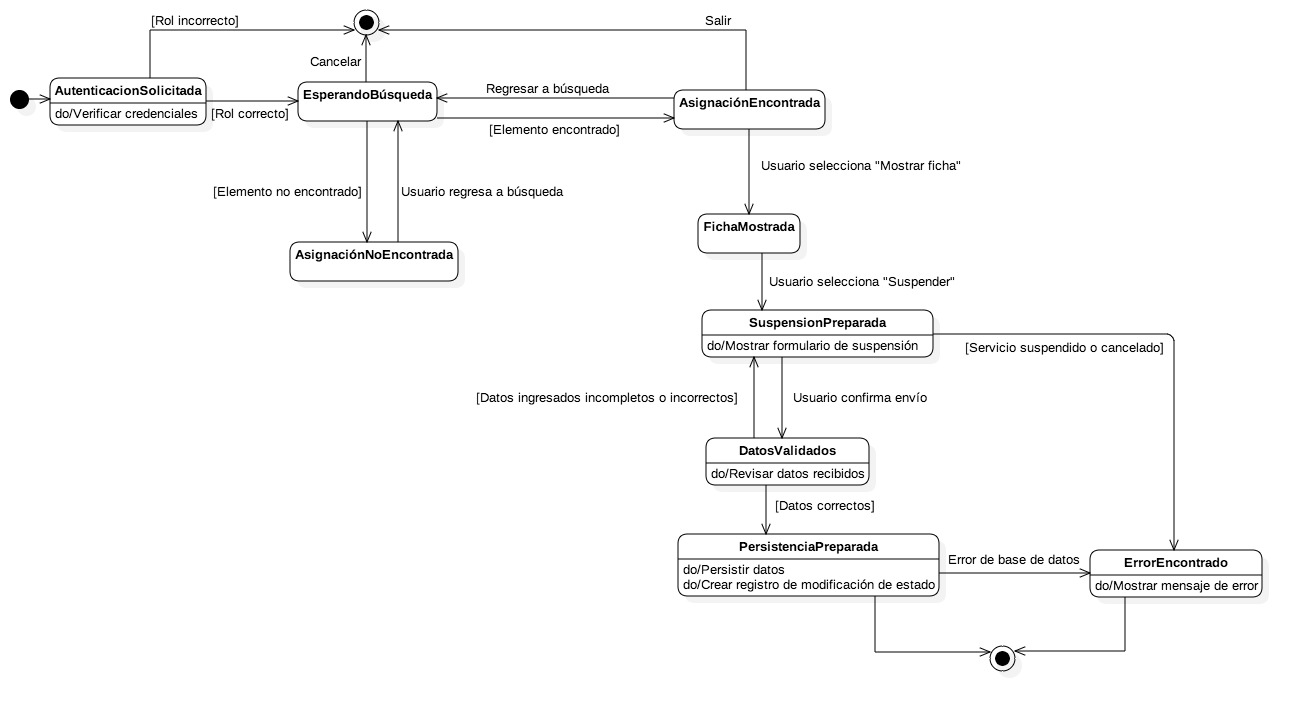 [Rol incorrecto]
Salir
Cancelar
AutenticacionSolicitada
do/Verificar credenciales
[Rol correcto]
EsperandoBúsqueda
Regresar a búsqueda
[Elemento encontrado]
AsignaciónEncontrada
Usuario selecciona "Mostrar ficha"
[Elemento no encontrado]
Usuario regresa a búsqueda
FichaMostrada
AsignaciónNoEncontrada
Usuario selecciona "Suspender"
SuspensionPreparada
do/Mostrar formulario de suspensión
[Servicio suspendido o cancelado]
[Datos ingresados incompletos o incorrectos]
Usuario confirma envío
DatosValidados
do/Revisar datos recibidos
[Datos correctos]
PersistenciaPreparada
do/Persistir datos
do/Crear registro de modificación de estado
Error de base de datos
ErrorEncontrado
do/Mostrar mensaje de error